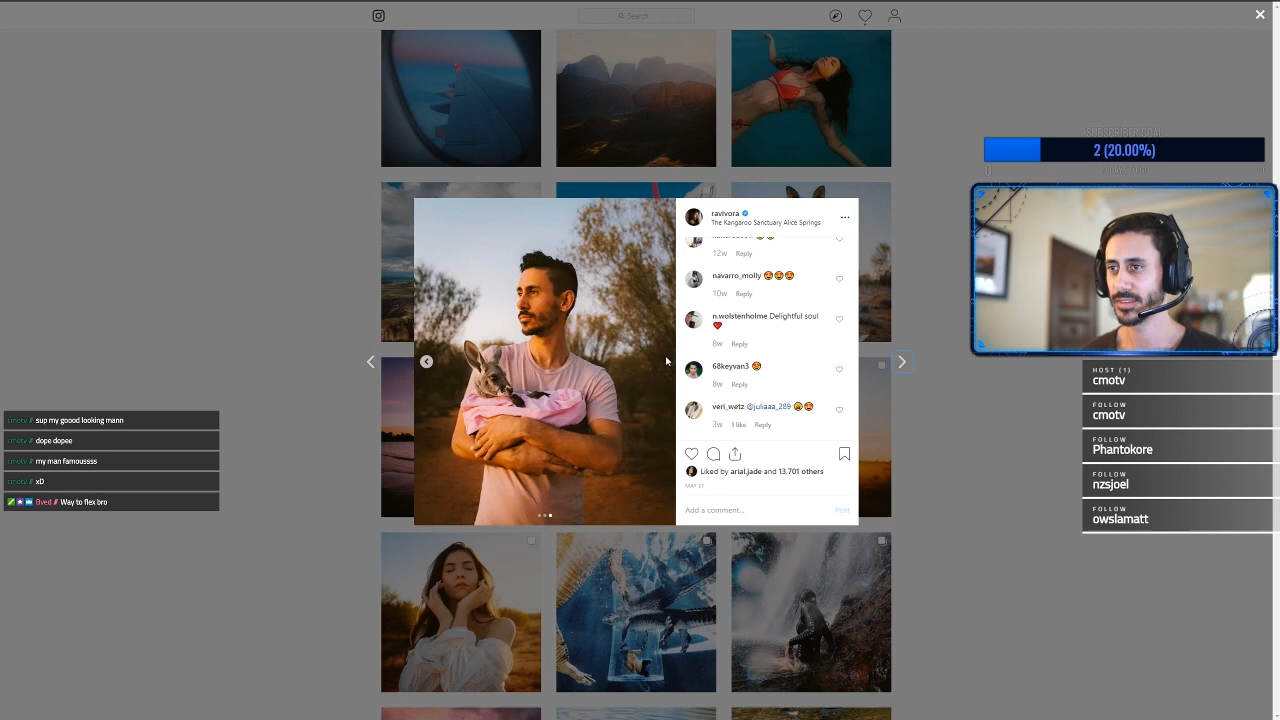 Search
SUBSCRIBER GOAL
2 (20.00%)
ravivora
The Kangaroo Sanctuary Alice Springs
12w Reply
navarro_molly 😍😍😍
10w Reply
n.wolstenholme Delightful soul
❤️
8w Reply
68keyvan3 😍
8w Reply
veri_wetz @juliaaa_289 😩😍
3w 1 like Reply
Liked by arial.jade and 13,701 others
MAY 31
Add a comment...
Post
cmotv // sup my goood looking mann
cmotv // dope dopee
cmotv // my man famoussss
cmotv // xD
Bved // Way to flex bro
HOST (1)
cmotv
FOLLOW
cmotv
FOLLOW
Phantokore
FOLLOW
nzsjoel
FOLLOW
owslamatt